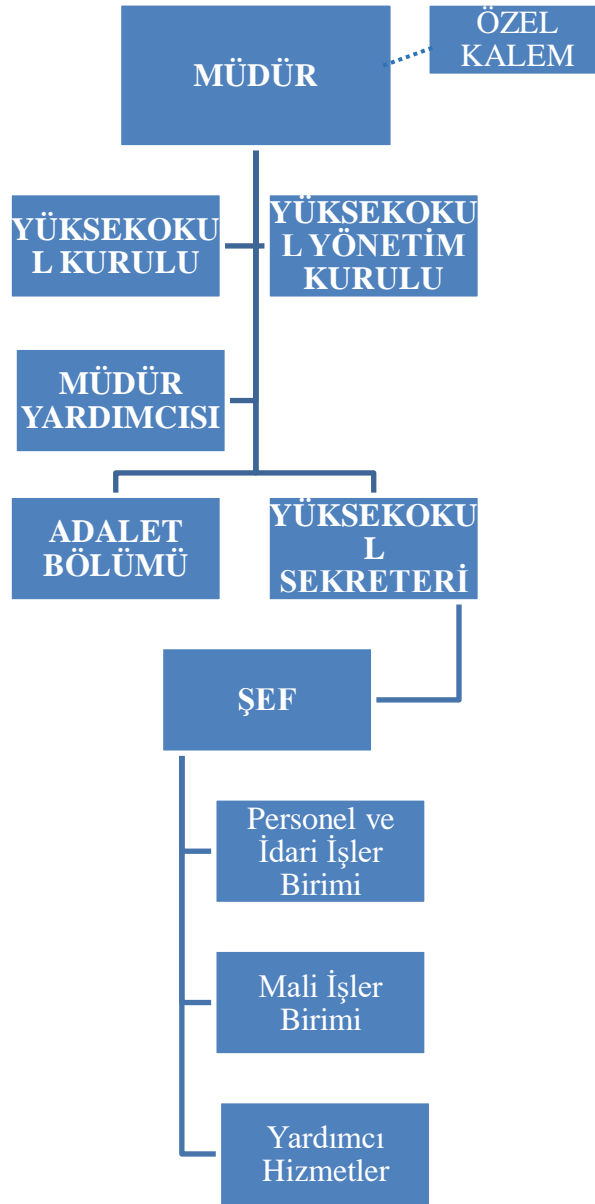 MÜDÜR
ÖZEL
KALEM
YÜKSEKOKU
L KURULU
YÜKSEKOKU
L YÖNETİM
KURULU
MÜDÜR
YARDIMCISI
ADALET
BÖLÜMÜ
YÜKSEKOKU
L
SEKRETERİ
ŞEF
Personel ve
İdari İşler
Birimi
Mali İşler
Birimi
Yardımcı
Hizmetler